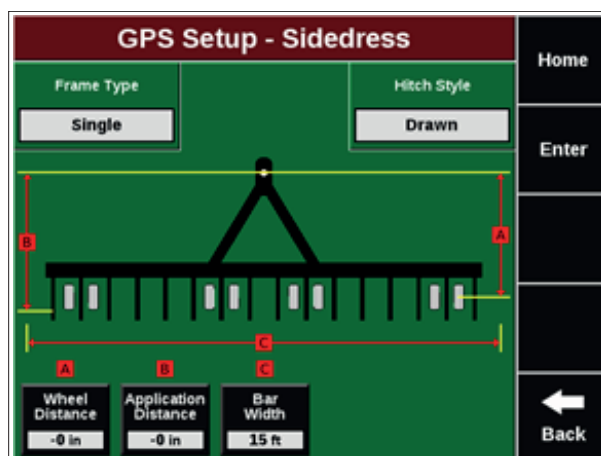 GPS Setup - Sidedress
Home
Frame Type
Hitch Style
Single
Drawn
Enter
B
A
C
A
B
C
Wheel
Distance
-0 in
Application
Distance
-0 in
Bar
Width
15 ft
Back